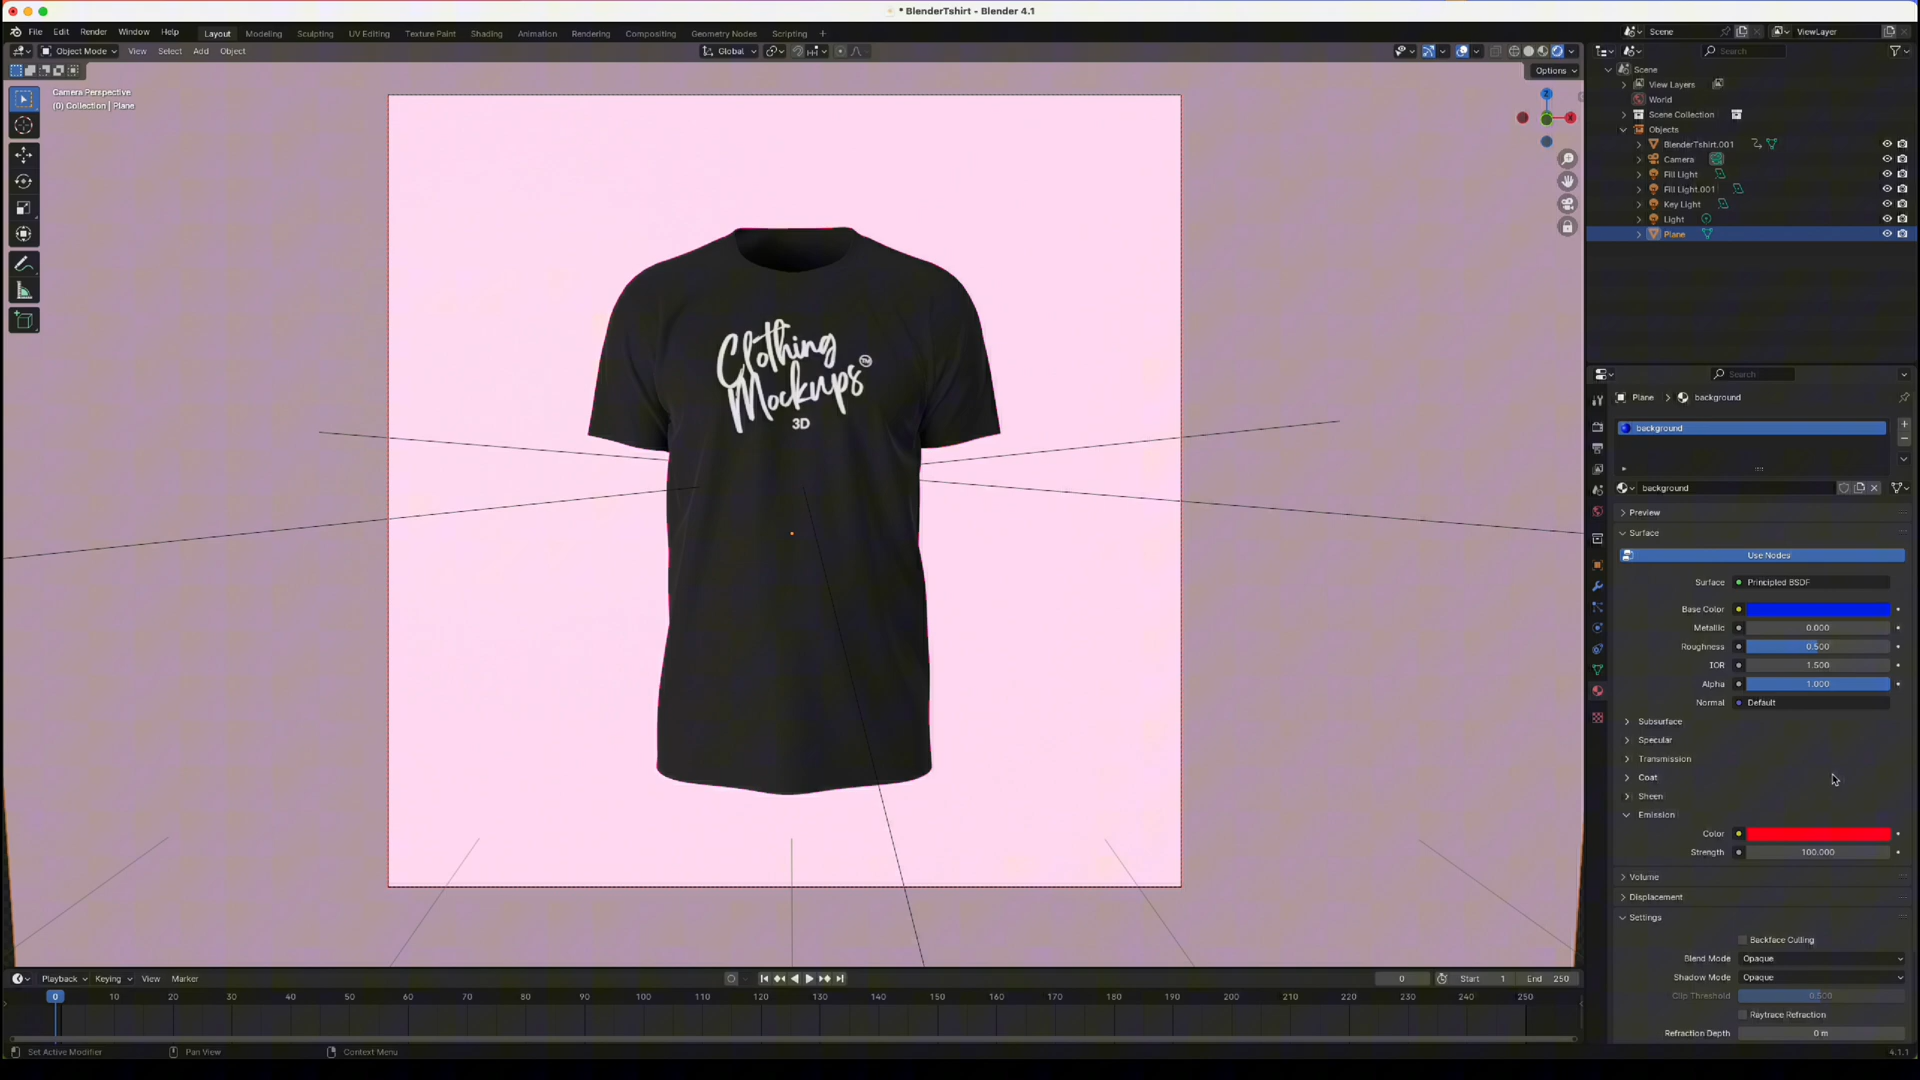 * BlenderTshirt - Blender 4.1
File Edit Render Window Help Layout Modeling Sculpting UV Editing Texture Paint Shading Animation Rendering Compositing Geometry Nodes Scripting + Scene ViewLayer
Object Mode View Select Add Object Global Search
Options
Camera Perspective
(0) Collection | Plane
Z
X
Scene
View Layers
World
Scene Collection
Objects
BlenderTshirt.001
Camera
Fill Light
Fill Light.001
Key Light
Light
Plane
Clothing TM
Mockups
3D
Search
Plane > background
background
background
Preview
Surface
Use Nodes
Surface Principled BSDF
Base Color
Metallic 0.000
Roughness 0.500
IOR 1.500
Alpha 1.000
Normal Default
Subsurface
Specular
Transmission
Coat
Sheen
Emission
Color
Strength 100.000
Volume
Displacement
Settings
Backface Culling
Blend Mode Opaque
Shadow Mode Opaque
Clip Threshold 0.500
Raytrace Refraction
Refraction Depth 0 m
Playback Keying View Marker 0 Start 1 End 250
0 10 20 30 40 50 60 70 80 90 100 110 120 130 140 150 160 170 180 190 200 210 220 230 240 250
Set Active Modifier Pan View Context Menu 4.1.1